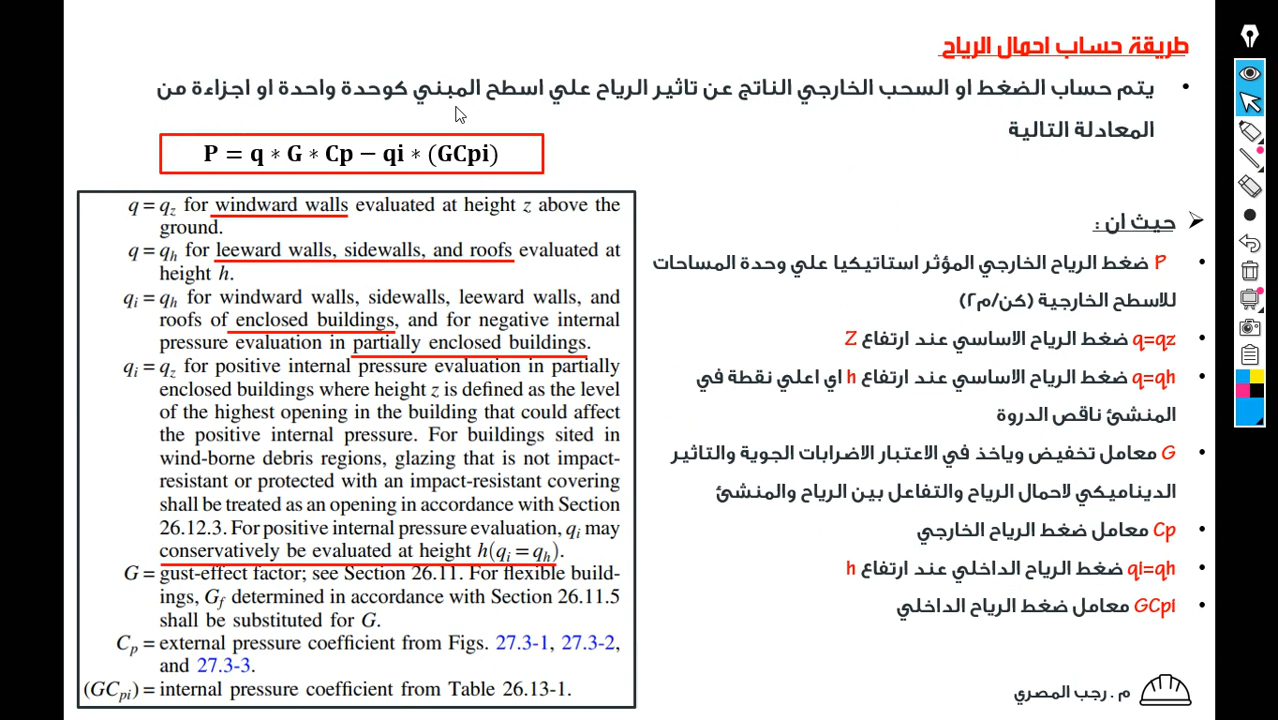 طريقة حساب احمال الرياح
• يتم حساب الضغط او السحب الخارجي الناتج عن تاثير الرياح علي اسطح المبني كوحدة واحدة او اجزاءة من
المعادلة التالية
P = q ∗ G ∗ Cp − qi ∗ (GCpi)
q = qz for windward walls evaluated at height z above the
ground.
q = qh for leeward walls, sidewalls, and roofs evaluated at
height h.
qi = qh for windward walls, sidewalls, leeward walls, and
roofs of enclosed buildings, and for negative internal
pressure evaluation in partially enclosed buildings.
qi = qz for positive internal pressure evaluation in partially
enclosed buildings where height z is defined as the level
of the highest opening in the building that could affect
the positive internal pressure. For buildings sited in
wind-borne debris regions, glazing that is not impact-
resistant or protected with an impact-resistant covering
shall be treated as an opening in accordance with Section
26.12.3. For positive internal pressure evaluation, qi may
conservatively be evaluated at height h(qi = qh).
G = gust-effect factor; see Section 26.11. For flexible build-
ings, Gf determined in accordance with Section 26.11.5
shall be substituted for G.
Cp = external pressure coefficient from Figs. 27.3-1, 27.3-2,
and 27.3-3.
(GCpi) = internal pressure coefficient from Table 26.13-1.
➢ حيث ان :
• P ضغط الرياح الخارجي المؤثر استاتيكيا علي وحدة المساحات
للاسطح الخارجية (كن/م٢)
• q=qz ضغط الرياح الاساسي عند ارتفاع Z
• q=qh ضغط الرياح الاساسي عند ارتفاع h اي اعلي نقطة في
المنشئ ناقص الدروة
• G معامل تخفيض وياخذ في الاعتبار الاضرابات الجوية والتاثير
الديناميكي لاحمال الرياح والتفاعل بين الرياح والمنشئ
• Cp معامل ضغط الرياح الخارجي
• qi=qh ضغط الرياح الداخلي عند ارتفاع h
• GCpi معامل ضغط الرياح الداخلي
م . رجب المصري